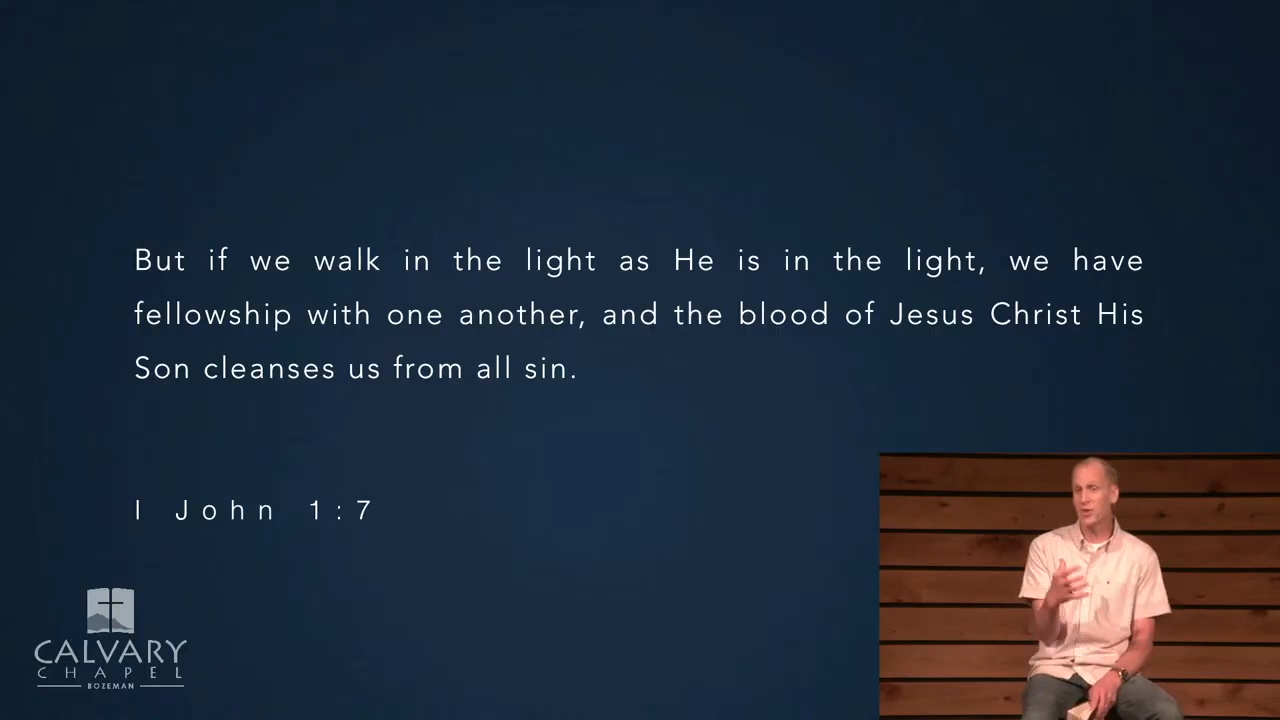 But if we walk in the light as He is in the light, we have
fellowship with one another, and the blood of Jesus Christ His
Son cleanses us from all sin.
I John 1:7
CALVARY
CHAPEL
BOZEMAN